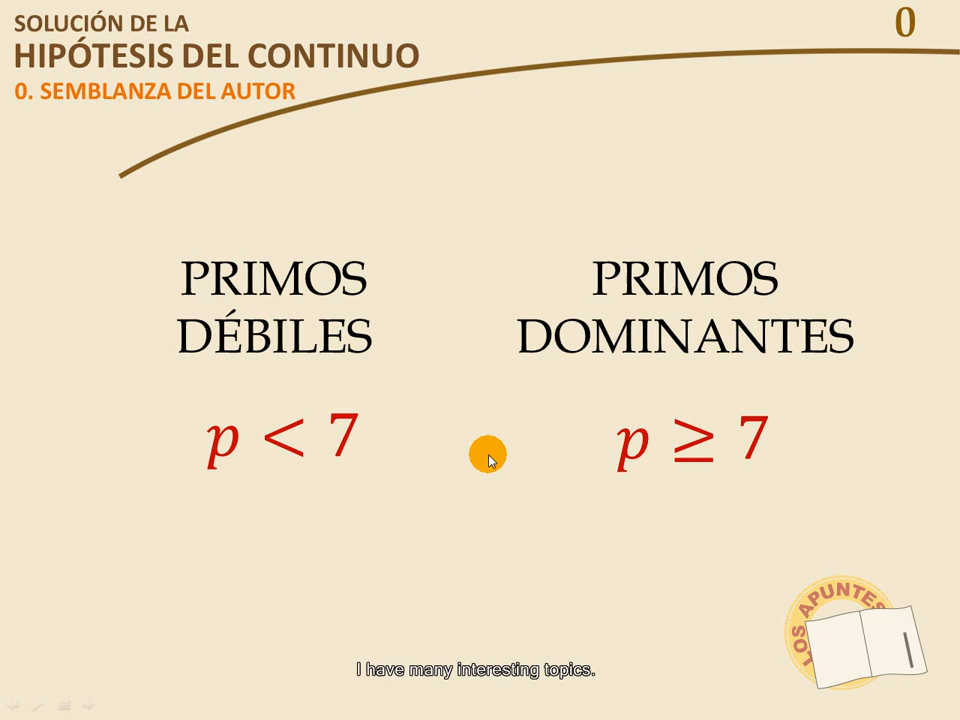 SOLUCIÓN DE LA
HIPÓTESIS DEL CONTINUO
0. SEMBLANZA DEL AUTOR
0
PRIMOS
DÉBILES
p < 7
PRIMOS
DOMINANTES
p ≥ 7
LOS APUNTES
I have many interesting topics.